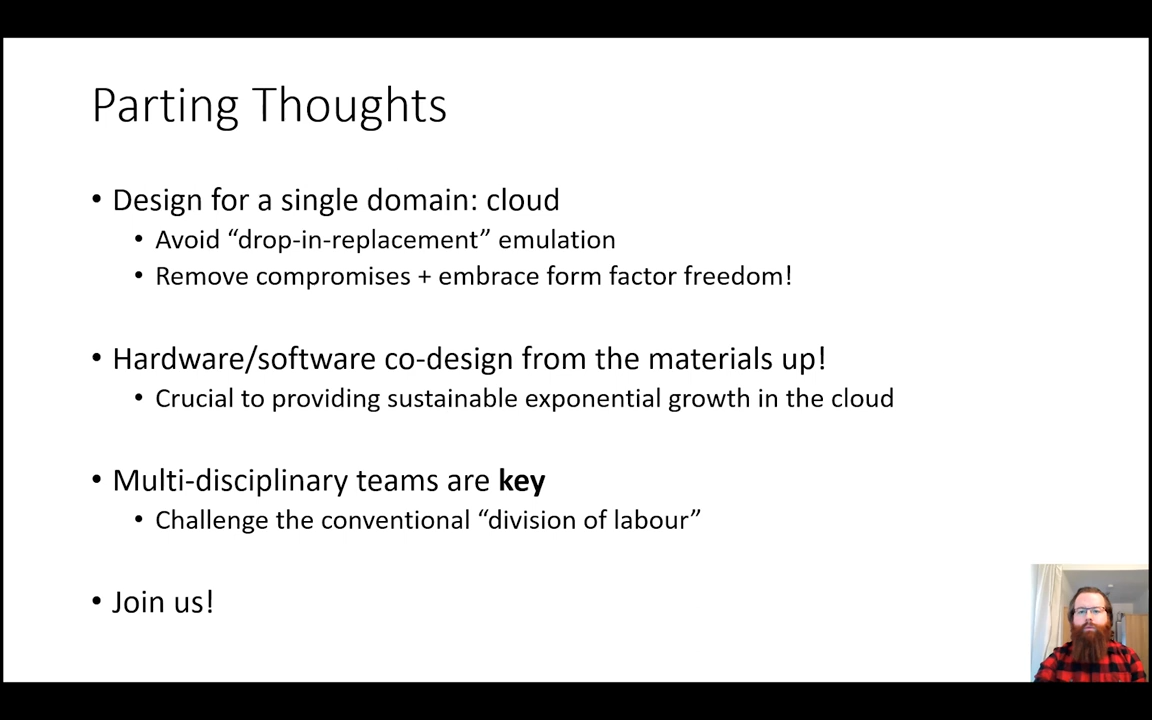 Parting Thoughts
• Design for a single domain: cloud
• Avoid “drop-in-replacement” emulation
• Remove compromises + embrace form factor freedom!
• Hardware/software co-design from the materials up!
• Crucial to providing sustainable exponential growth in the cloud
• Multi-disciplinary teams are key
• Challenge the conventional “division of labour”
• Join us!